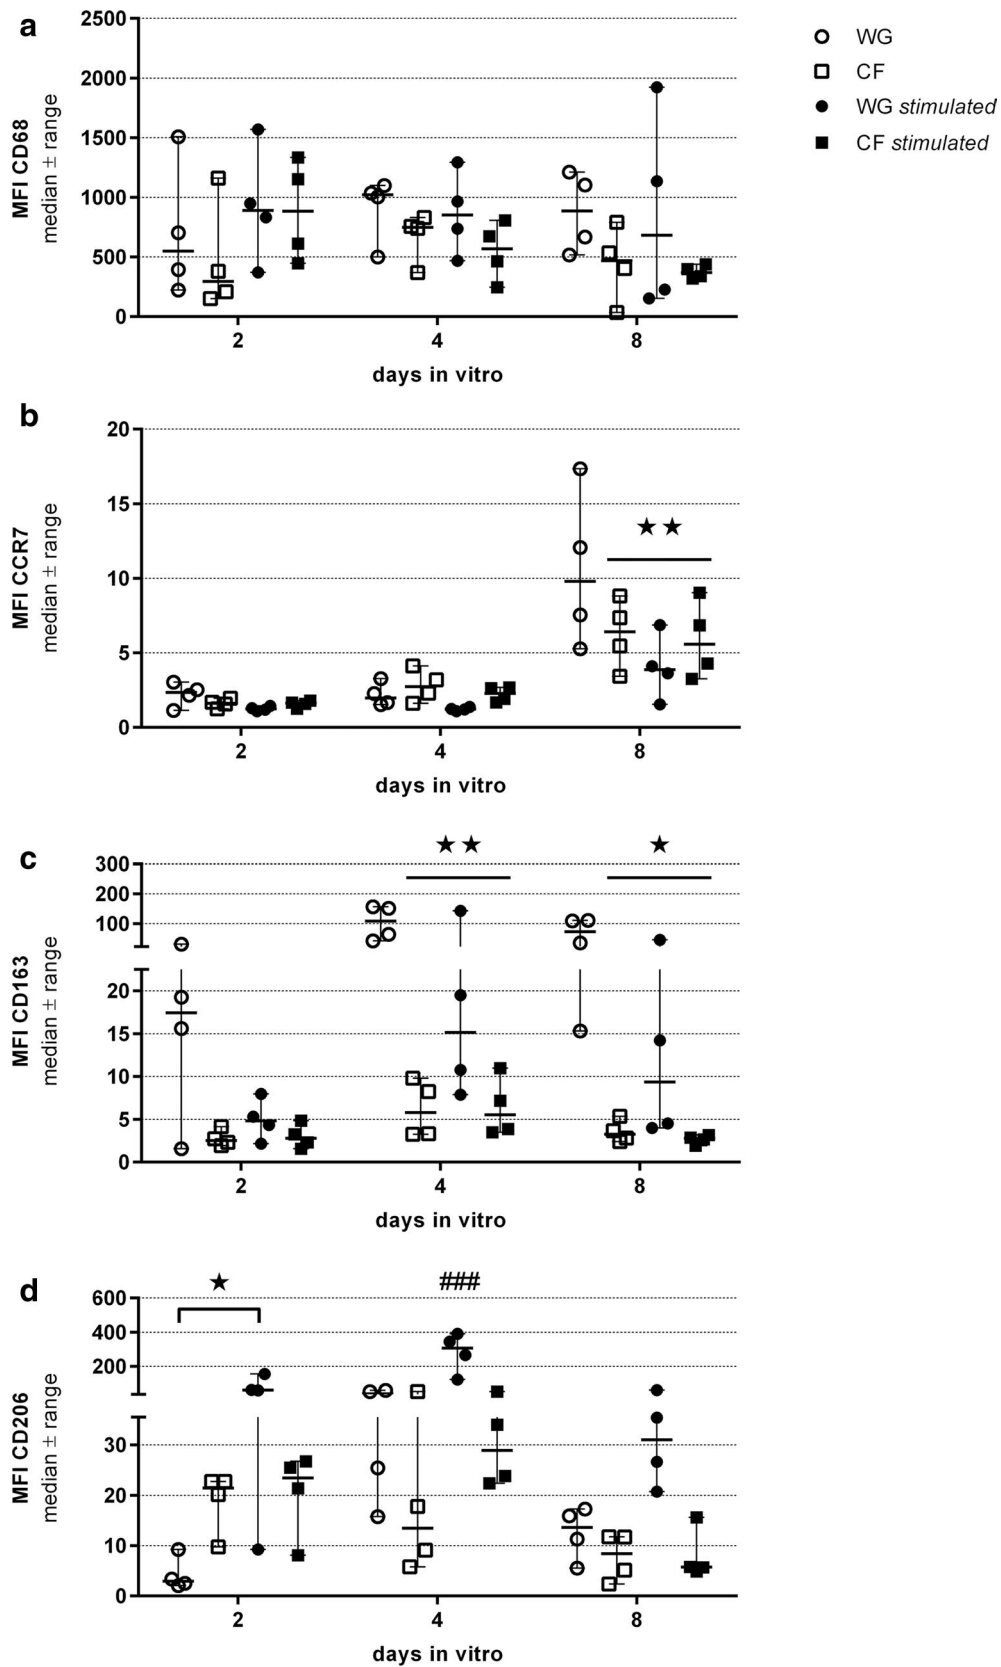 a
MFI CD68
median ± range
2500
2000
1500
1000
500
0
2 4 8
days in vitro
WG
CF
WG stimulated
CF stimulated
b
MFI CCR7
median ± range
20
15
10
5
0
★★
2 4 8
days in vitro
c
MFI CD163
median ± range
★★ ★
300
200
100
20
15
10
5
0
2 4 8
days in vitro
d
MFI CD206
median ± range
★ ###
600
400
200
30
20
10
0
2 4 8
days in vitro